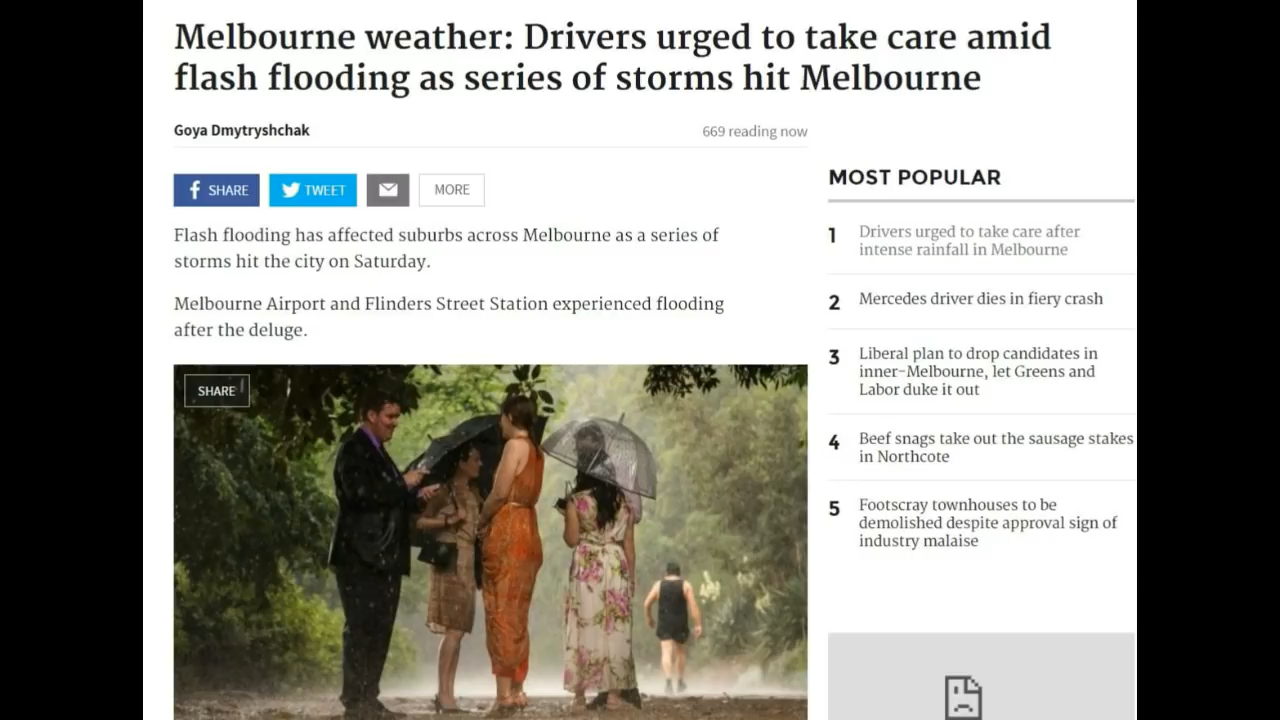 Melbourne weather: Drivers urged to take care amid
flash flooding as series of storms hit Melbourne
Goya Dmytryshchak
669 reading now
SHARE
TWEET
MORE
Flash flooding has affected suburbs across Melbourne as a series of
storms hit the city on Saturday.
Melbourne Airport and Flinders Street Station experienced flooding
after the deluge.
SHARE
MOST POPULAR
1 Drivers urged to take care after
intense rainfall in Melbourne
2 Mercedes driver dies in fiery crash
3 Liberal plan to drop candidates in
inner-Melbourne, let Greens and
Labor duke it out
4 Beef snags take out the sausage stakes
in Northcote
5 Footscray townhouses to be
demolished despite approval sign of
industry malaise